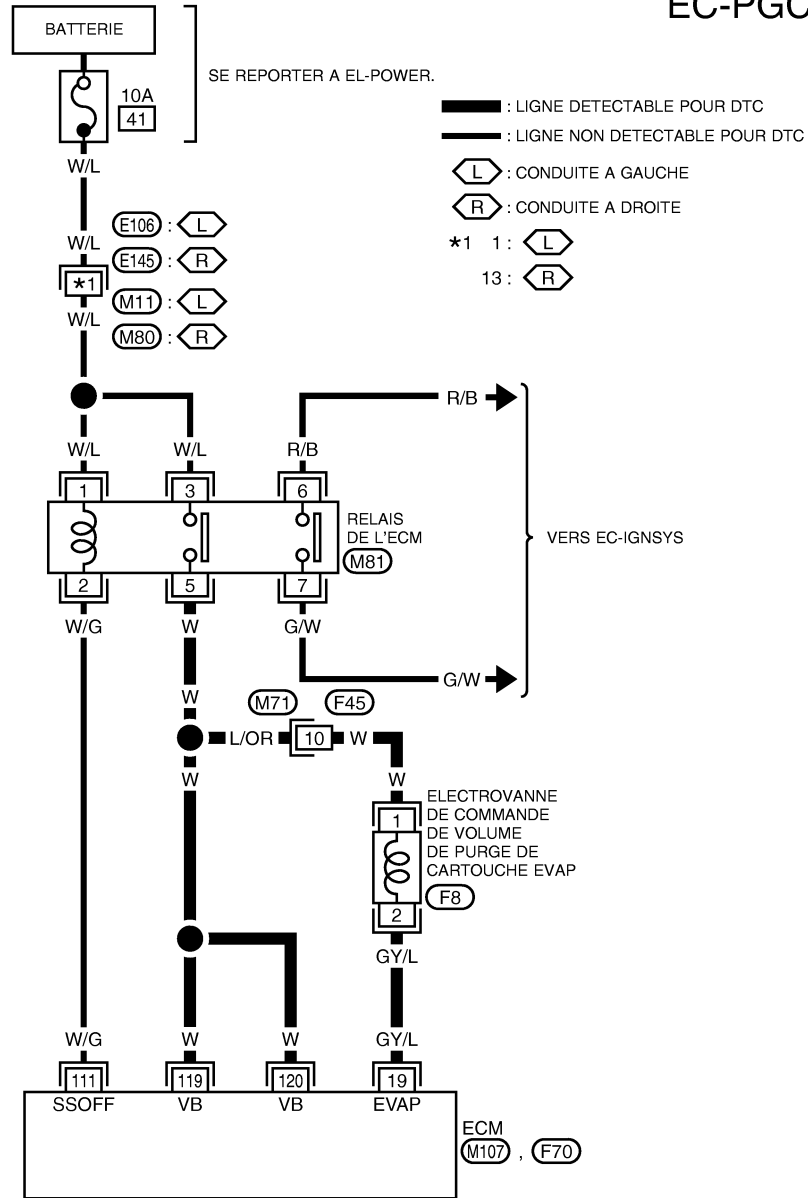 EC-PGC
BATTERIE
SE REPORTER A EL-POWER.
10A
41
: LIGNE DETECTABLE POUR DTC
: LIGNE NON DETECTABLE POUR DTC
L : CONDUITE A GAUCHE
R : CONDUITE A DROITE
*1 1: L
13: R
W/L
W/L
*1
W/L
E106 : L
E145 : R
M11 : L
M80 : R
R/B
W/L
W/L
R/B
1
3
6
RELAIS
DE L'ECM
M81
VERS EC-IGNSYS
2
5
7
W/G
W
G/W
G/W
W
M71
F45
L/OR
10
W
W
W
ELECTROVANNE
DE COMMANDE
DE VOLUME
DE PURGE DE
CARTOUCHE EVAP
F8
1
2
GY/L
W/G
W
W
GY/L
111
119
120
19
SSOFF
VB
VB
EVAP
ECM
M107 , F70